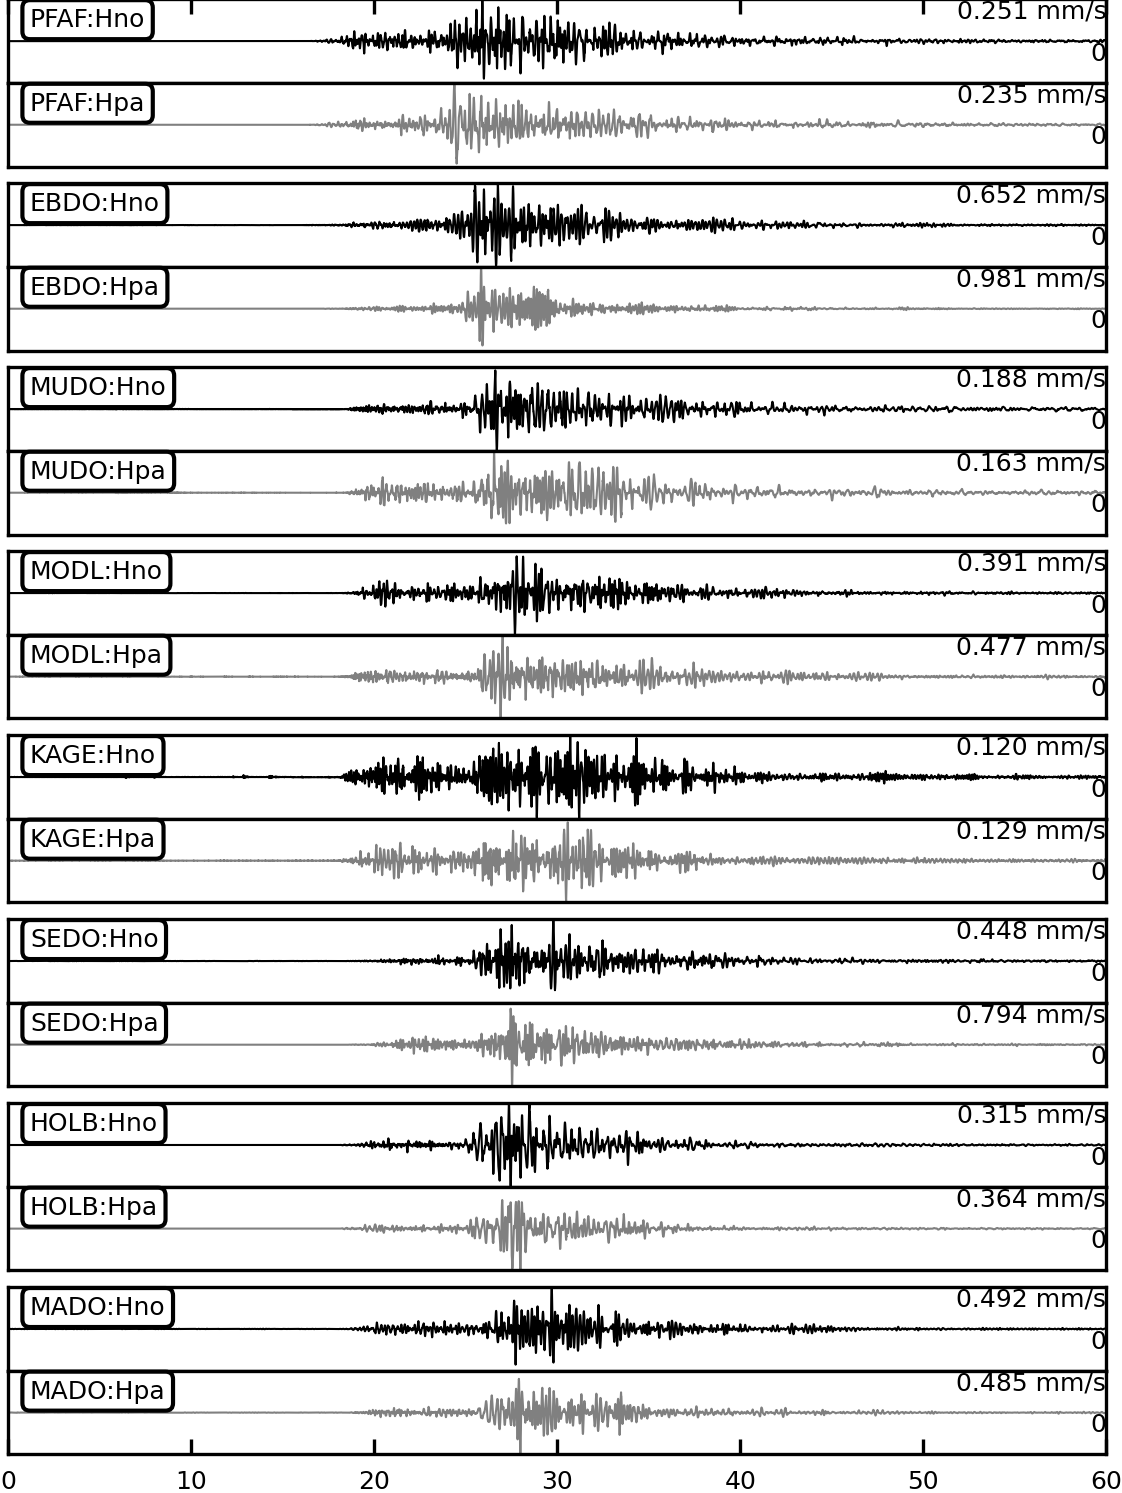 PFAF:Hno 0.251 mm/s
0
PFAF:Hpa 0.235 mm/s
0
EBDO:Hno 0.652 mm/s
0
EBDO:Hpa 0.981 mm/s
0
MUDO:Hno 0.188 mm/s
0
MUDO:Hpa 0.163 mm/s
0
MODL:Hno 0.391 mm/s
0
MODL:Hpa 0.477 mm/s
0
KAGE:Hno 0.120 mm/s
0
KAGE:Hpa 0.129 mm/s
0
SEDO:Hno 0.448 mm/s
0
SEDO:Hpa 0.794 mm/s
0
HOLB:Hno 0.315 mm/s
0
HOLB:Hpa 0.364 mm/s
0
MADO:Hno 0.492 mm/s
0
MADO:Hpa 0.485 mm/s
0
0 10 20 30 40 50 60